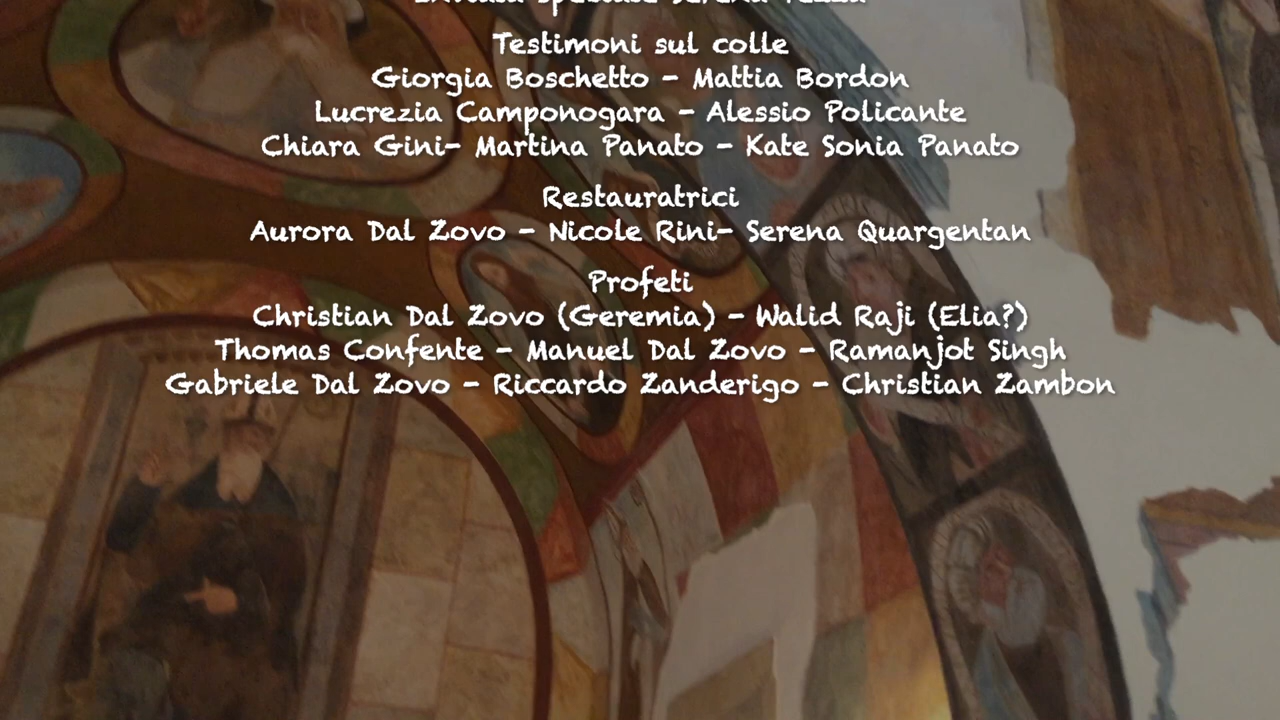 Testimoni sul colle
Giorgia Boschetto - Mattia Bordon
Lucrezia Camponogara - Alessio Policante
Chiara Gini- Martina Panato - Kate Sonia Panato
Restauratrici
Aurora Dal Zovo - Nicole Rini- Serena Quargentan
Profeti
Christian Dal Zovo (Geremia) - Walid Raji (Elia?)
Thomas Confente - Manuel Dal Zovo - Ramanjot Singh
Gabriele Dal Zovo - Riccardo Zanderigo - Christian Zambon